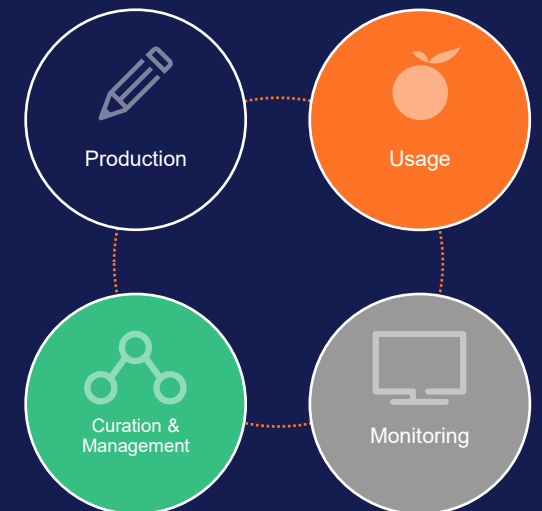 Production
Usage
Curation &
Management
Monitoring